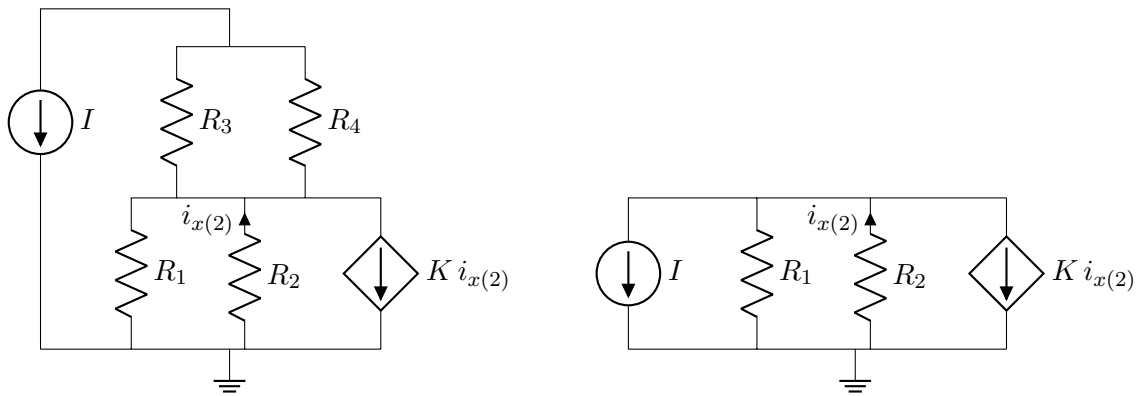 I
R₃
R₄
iₓ₍₂₎
R₁
R₂
K iₓ₍₂₎
I
R₁
iₓ₍₂₎
R₂
K iₓ₍₂₎